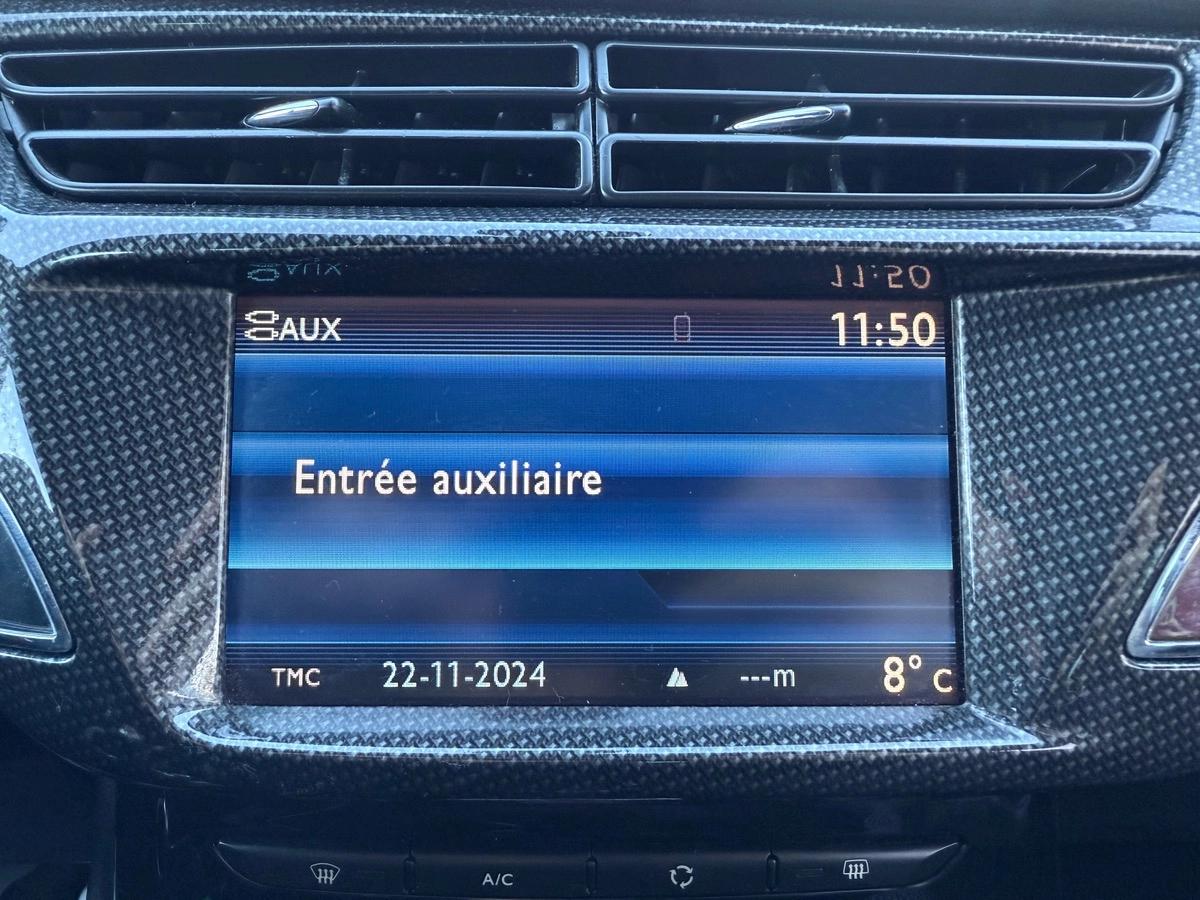 AUX 11:50
Entrée auxiliaire
TMC 22-11-2024 ---m 8° C
A/C